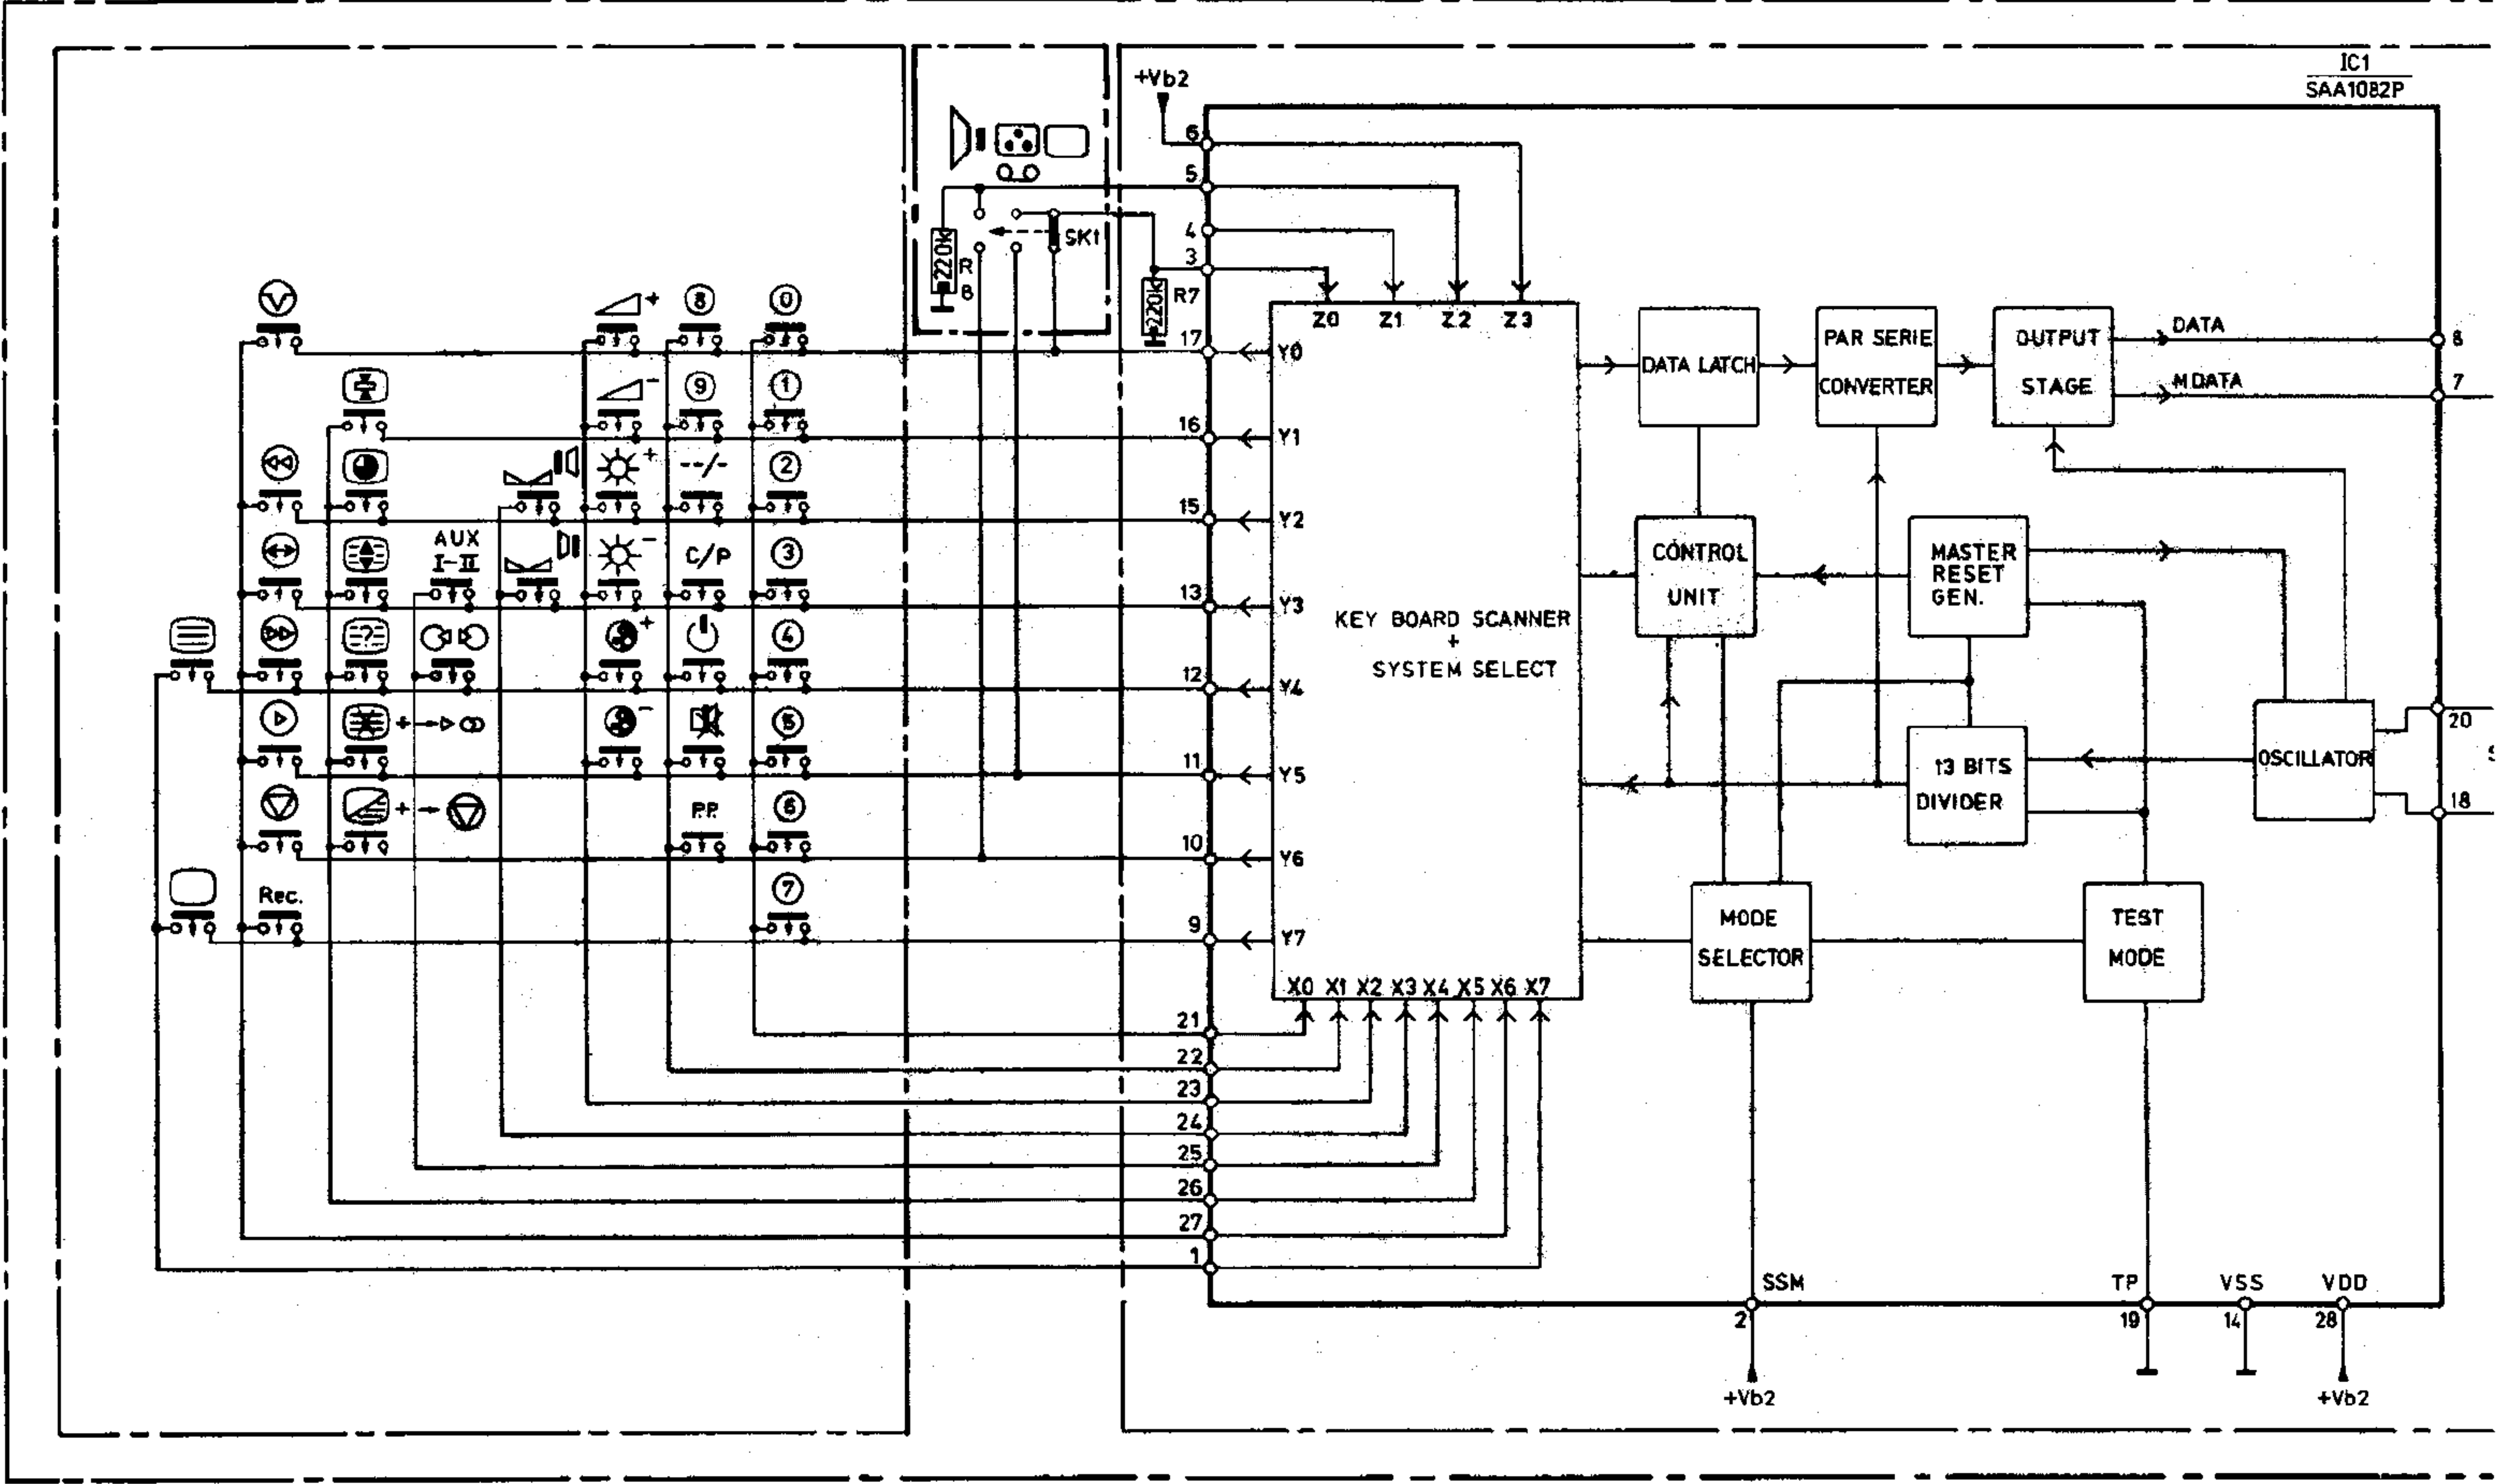 IC1
SAA1082P
+Vb2
6
5
4
3
SK1
220k
R
8
220k
R7
Z0 Z1 Z2 Z3
+ 8 0
17 Y0
- 9 1
16 Y1
+ --/- 2
15 Y2
AUX
I-II
- C/P 3
13 Y3
? + 4
12 Y4
+ - 5
11 Y5
+ P.P. 6
10 Y6
Rec. 7
9 Y7
KEY BOARD SCANNER
+
SYSTEM SELECT
X0 X1 X2 X3 X4 X5 X6 X7
21
22
23
24
25
26
27
1
DATA LATCH
PAR SERIE
CONVERTER
OUTPUT
STAGE
DATA
8
M DATA
7
CONTROL
UNIT
MASTER
RESET
GEN.
13 BITS
DIVIDER
OSCILLATOR
20
18
MODE
SELECTOR
TEST
MODE
SSM
TP
VSS
VDD
2
19
14
28
+Vb2
+Vb2